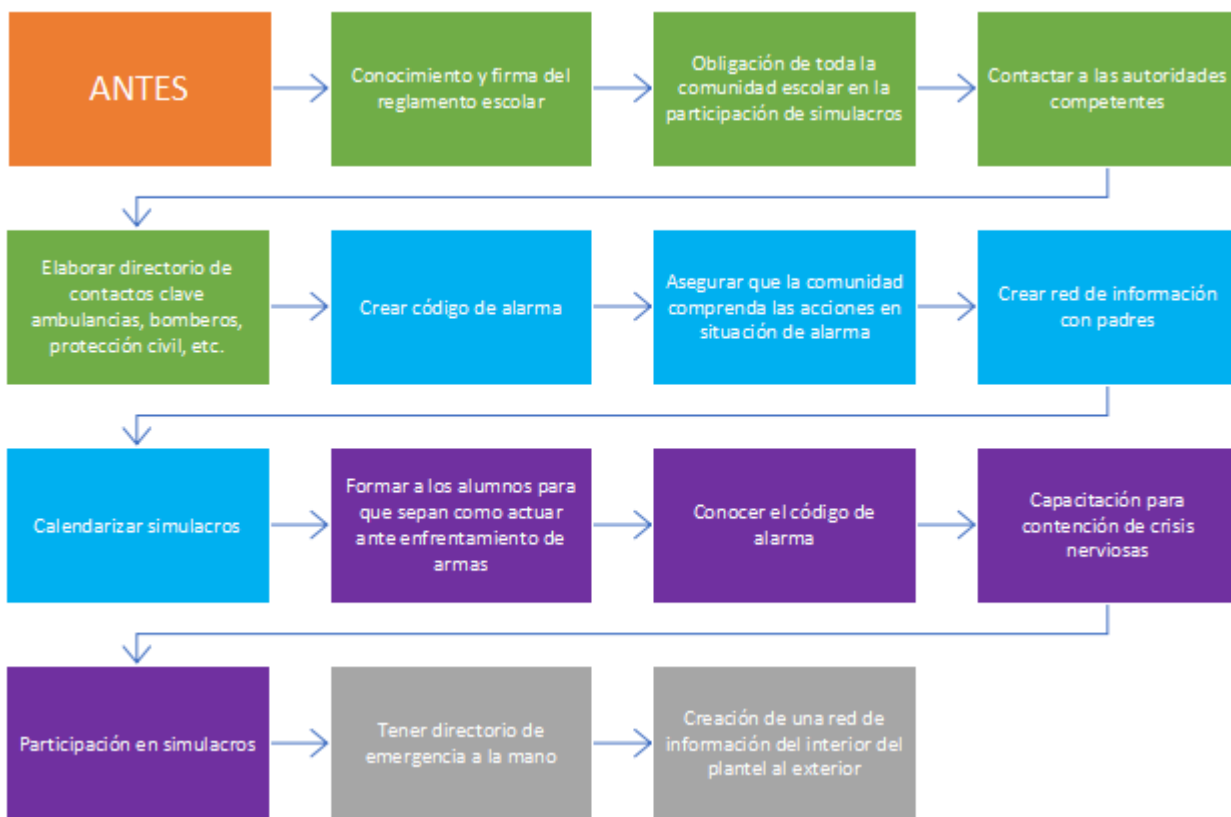 ANTES
Conocimiento y firma del
reglamento escolar
Obligación de toda la
comunidad escolar en la
participación de simulacros
Contactar a las autoridades
competentes
Elaborar directorio de
contactos clave
ambulancias, bomberos,
protección civil, etc.
Crear código de alarma
Asegurar que la comunidad
comprenda las acciones en
situación de alarma
Crear red de información
con padres
Calendarizar simulacros
Formar a los alumnos para
que sepan como actuar
ante enfrentamiento de
armas
Conocer el código de
alarma
Capacitación para
contención de crisis
nerviosas
Participación en simulacros
Tener directorio de
emergencia a la mano
Creación de una red de
información del interior del
plantel al exterior